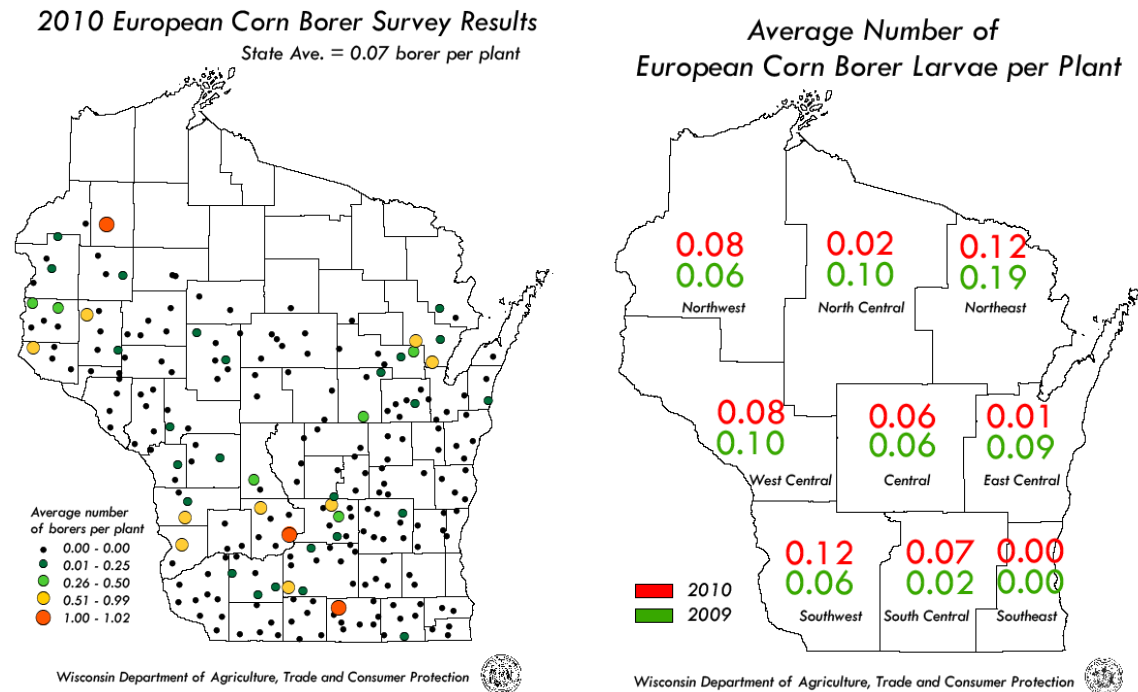 2010 European Corn Borer Survey Results
State Ave. = 0.07 borer per plant
Average number
of borers per plant
0.00 - 0.00
0.01 - 0.25
0.26 - 0.50
0.51 - 0.99
1.00 - 1.02
Wisconsin Department of Agriculture, Trade and Consumer Protection
Average Number of
European Corn Borer Larvae per Plant
0.08
0.06
Northwest
0.02
0.10
North Central
0.12
0.19
Northeast
0.08
0.10
West Central
0.06
0.06
Central
0.01
0.09
East Central
0.12
0.06
Southwest
0.07
0.02
South Central
0.00
0.00
Southeast
2010
2009
Wisconsin Department of Agriculture, Trade and Consumer Protection